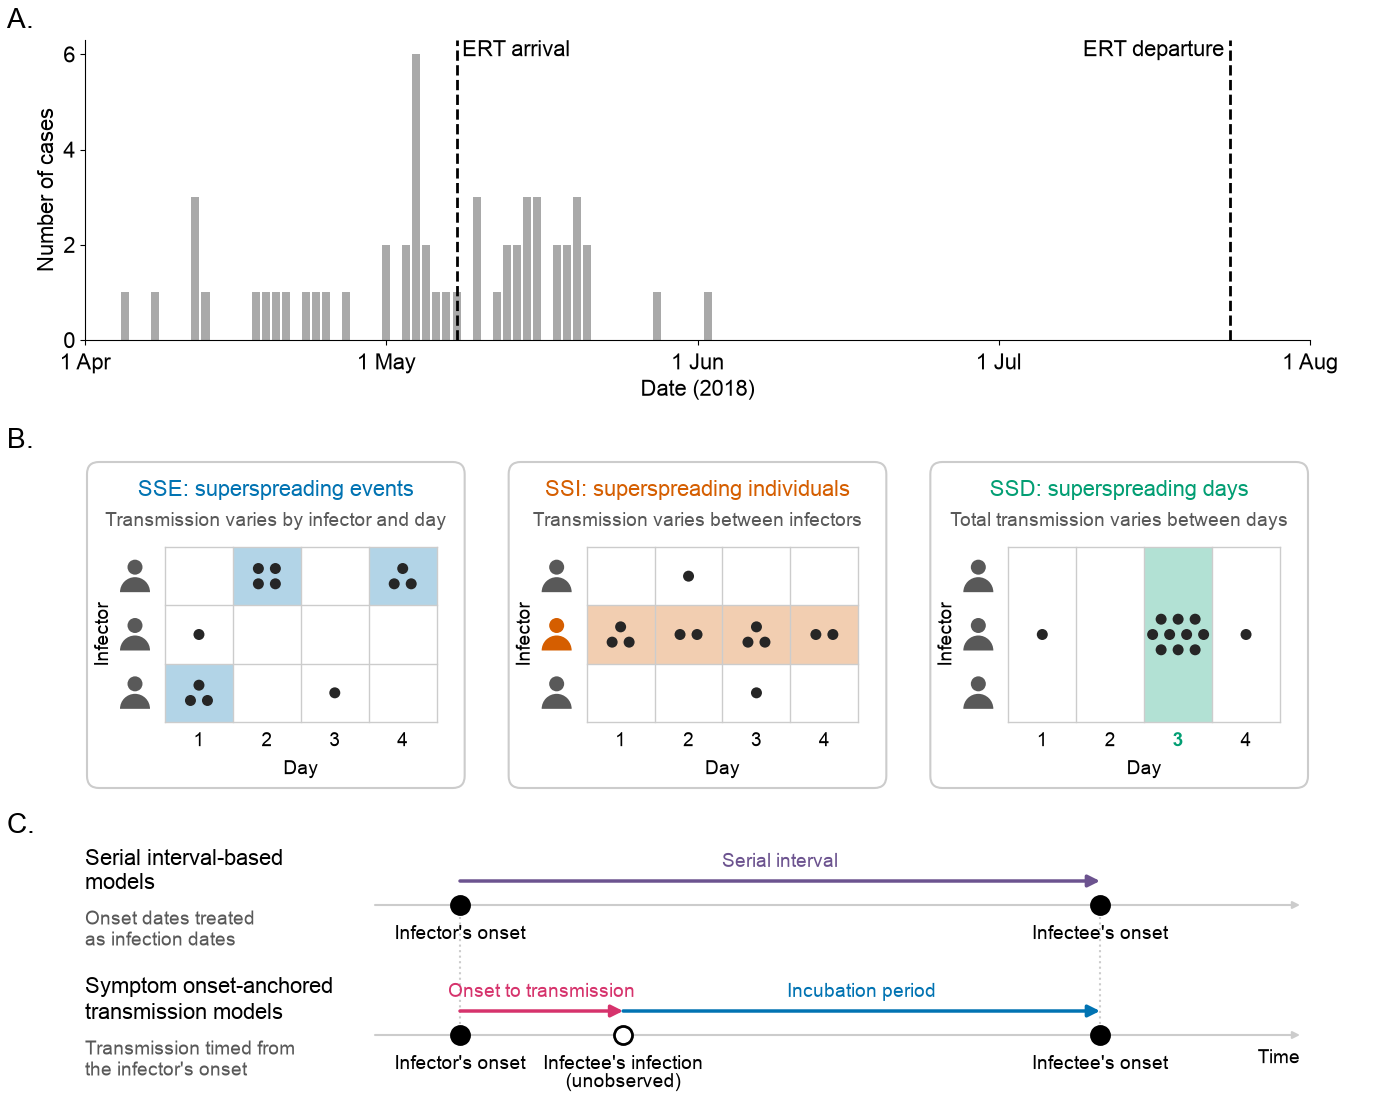 A.
ERT arrival
ERT departure
6
4
2
0
Number of cases
1 Apr
1 May
1 Jun
1 Jul
1 Aug
Date (2018)
B.
SSE: superspreading events
Transmission varies by infector and day
Infector
1
2
3
4
Day
SSI: superspreading individuals
Transmission varies between infectors
Infector
1
2
3
4
Day
SSD: superspreading days
Total transmission varies between days
Infector
1
2
3
4
Day
C.
Serial interval-based
models
Onset dates treated
as infection dates
Serial interval
Infector's onset
Infectee's onset
Symptom onset-anchored
transmission models
Transmission timed from
the infector's onset
Onset to transmission
Incubation period
Infector's onset
Infectee's infection
(unobserved)
Infectee's onset
Time